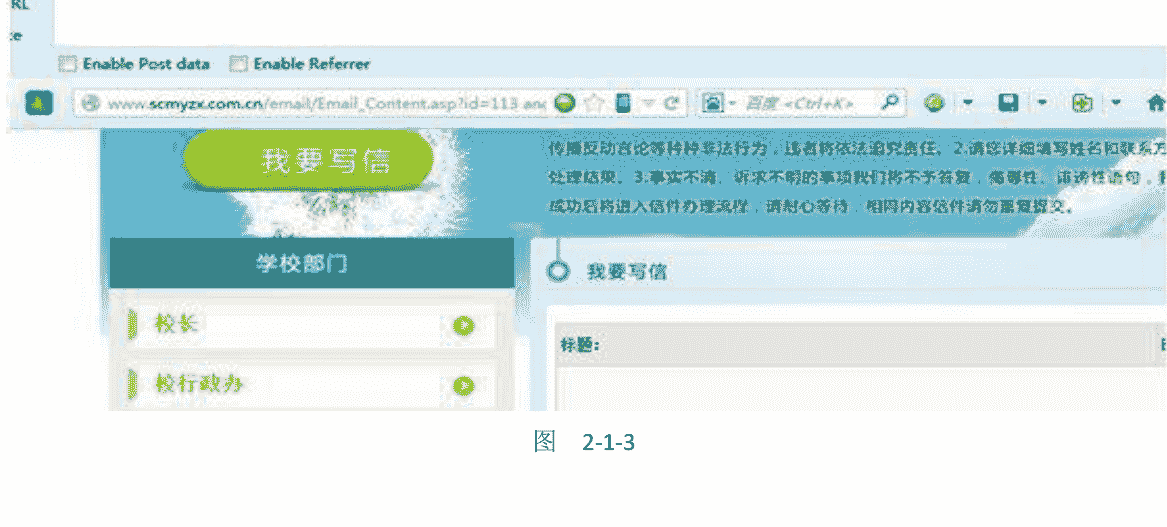 RL
te
Enable Post data Enable Referrer
www.scmyzx.com.cn/email/Email_Content.asp?id=113 and 百度 <Ctrl+K>
我要写信
传播反动言论等种种非法行为，违者将依法追究责任。2.请您详细填写姓名和联系方
处理结果。3.事实不清、诉求不明的事项我们将不予答复，侮辱性、诽谤性语句，
成功后将进入信件办理流程，请耐心等待，相同内容信件请勿重复提交。
学校部门
我要写信
校长
标题:
校行政办
图 2-1-3